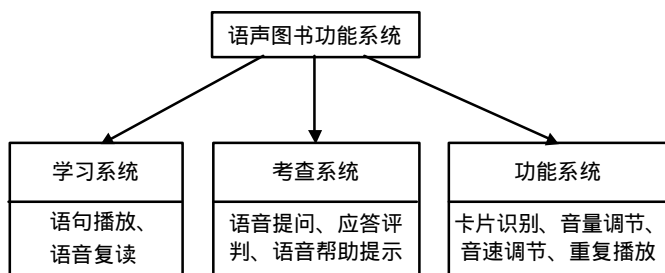 语声图书功能系统
学习系统
语句播放、
语音复读
考查系统
语音提问、应答评
判、语音帮助提示
功能系统
卡片识别、音量调节、
音速调节、重复播放